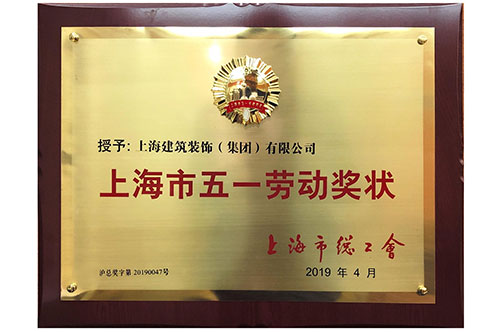 授予: 上海建筑装饰（集团）有限公司
上海市五一劳动奖状
上海市总工會
沪总奖字第 20190047号
2019 年 4 月